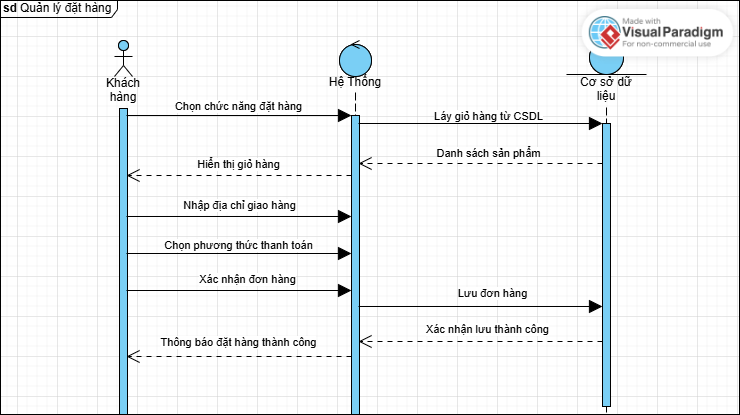 sd Quản lý đặt hàng
Made with
Visual Paradigm
For non-commercial use
Khách
hàng
Hệ Thống
Cơ sở dữ
liệu
Chọn chức năng đặt hàng
Láy giỏ hàng từ CSDL
Danh sách sản phẩm
Hiển thị giỏ hàng
Nhập địa chỉ giao hàng
Chọn phương thức thanh toán
Xác nhận đơn hàng
Lưu đơn hàng
Xác nhận lưu thành công
Thông báo đặt hàng thành công